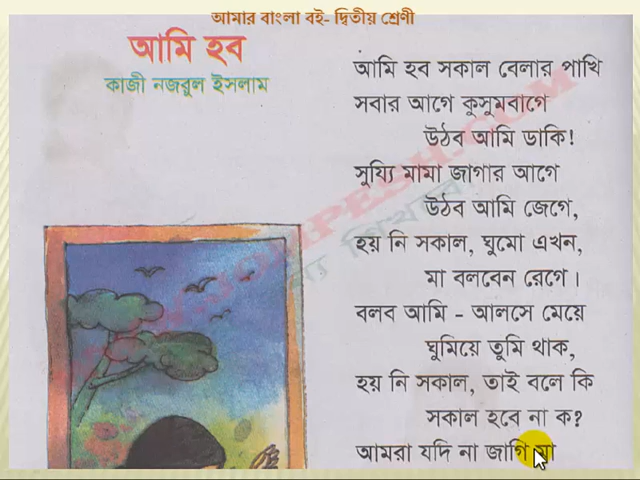 আমার বাংলা বই- দ্বিতীয় শ্রেণী
আমি হব
কাজী নজরুল ইসলাম
আমি হব সকাল বেলার পাখি
সবার আগে কুসুমবাগে
উঠব আমি ডাকি!
সুয্যি মামা জাগার আগে
উঠব আমি জেগে,
হয় নি সকাল, ঘুমো এখন,
মা বলবেন রেগে।
বলব আমি - আলসে মেয়ে
ঘুমিয়ে তুমি থাক,
হয় নি সকাল, তাই বলে কি
সকাল হবে না ক?
আমরা যদি না জাগি মা